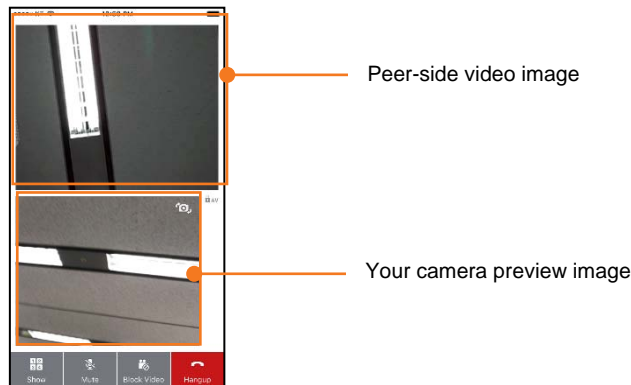 Peer-side video image
Your camera preview image
Show
Mute
Block Video
Hangup